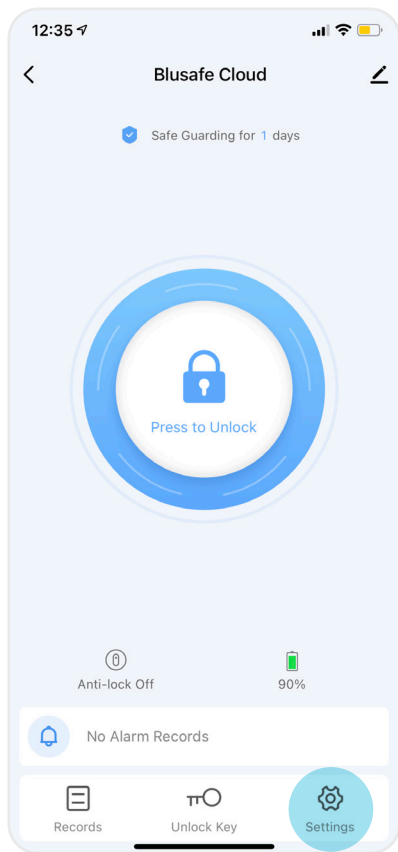 12:35
Blusafe Cloud
Safe Guarding for 1 days
Press to Unlock
Anti-lock Off
90%
No Alarm Records
Records
Unlock Key
Settings